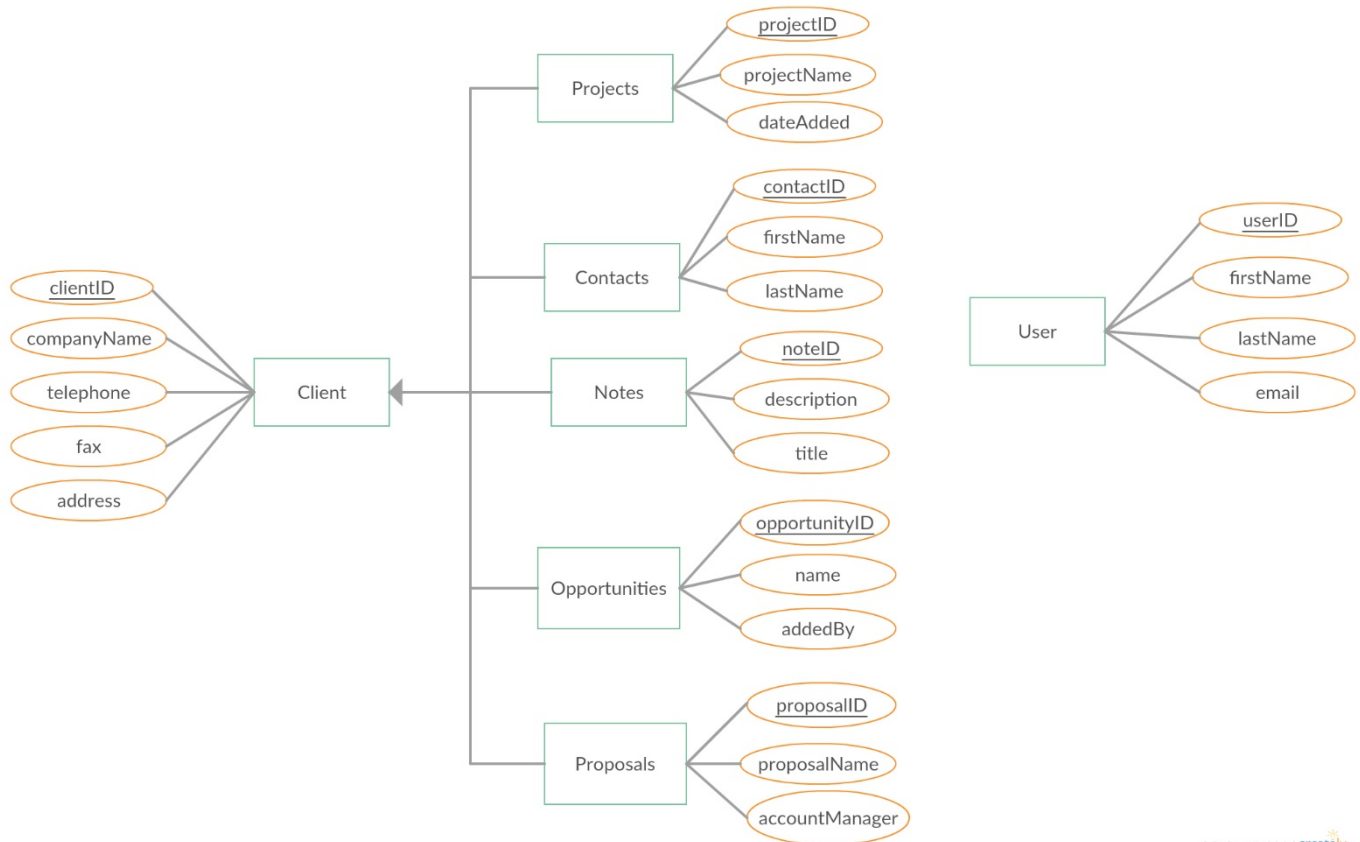 projectID
Projects
projectName
dateAdded
contactID
firstName
Contacts
lastName
userID
firstName
User
lastName
email
clientID
companyName
telephone
Client
fax
address
noteID
Notes
description
title
opportunityID
Opportunities
name
addedBy
proposalID
Proposals
proposalName
accountManager